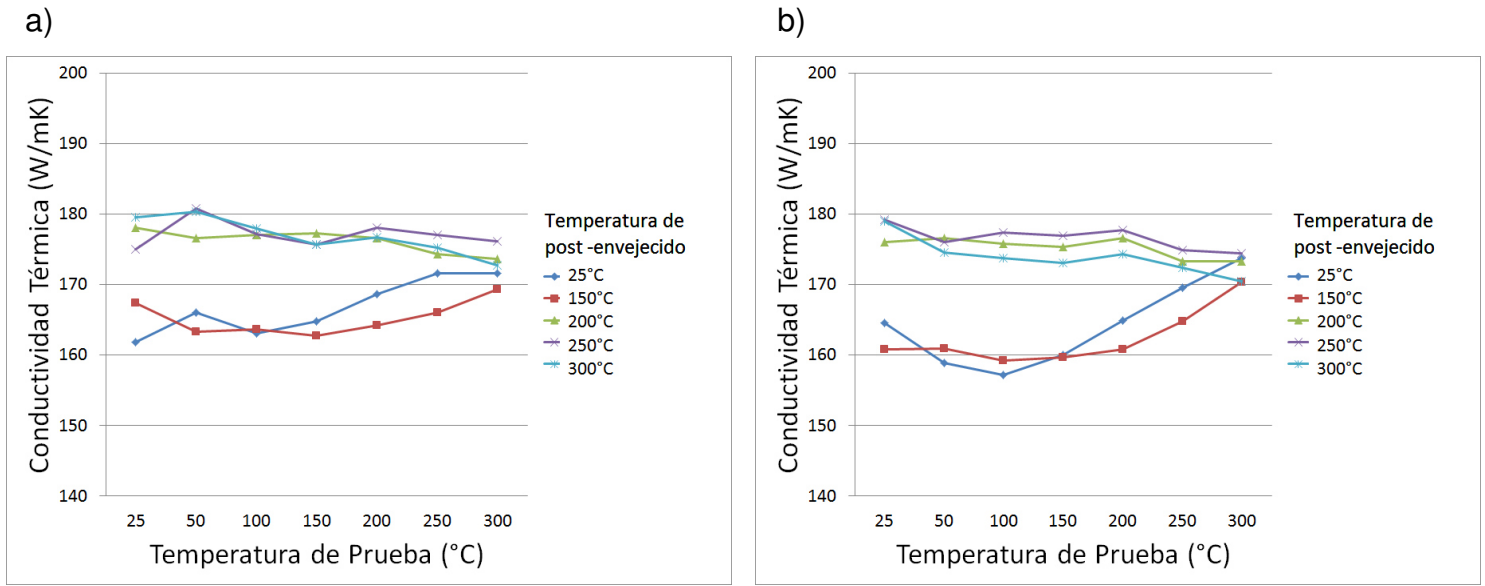 a)
Conductividad Térmica (W/mK)
200
190
180
170
160
150
140
25 50 100 150 200 250 300
Temperatura de Prueba (°C)
Temperatura de
post -envejecido
25°C
150°C
200°C
250°C
300°C
b)
Conductividad Térmica (W/mK)
200
190
180
170
160
150
140
25 50 100 150 200 250 300
Temperatura de Prueba (°C)
Temperatura de
post -envejecido
25°C
150°C
200°C
250°C
300°C